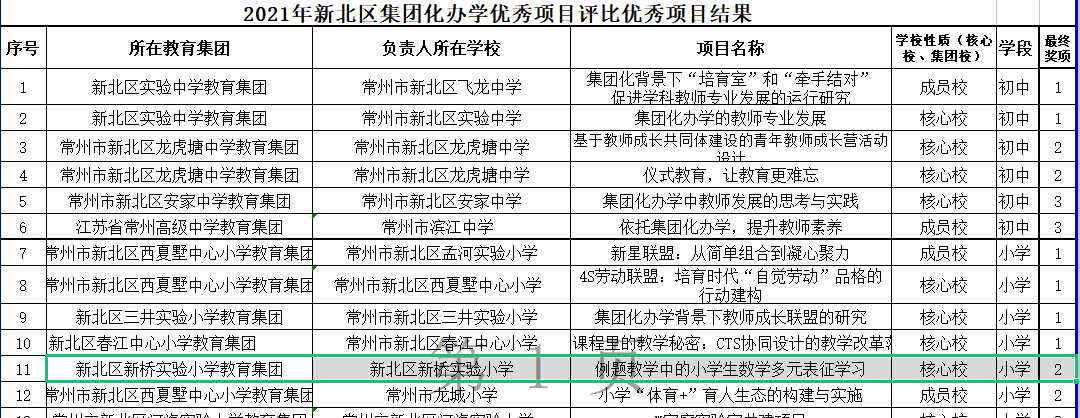 2021年新北区集团化办学优秀项目评比优秀项目结果
序号 所在教育集团 负责人所在学校 项目名称 学校性质（核心校、集团校） 学段 最终奖项
1 新北区实验中学教育集团 常州市新北区飞龙中学 集团化背景下“培育室”和“牵手结对”
促进学科教师专业发展的运行研究 成员校 初中 1
2 新北区实验中学教育集团 常州市新北区实验中学 集团化办学的教师专业发展 核心校 初中 1
3 常州市新北区龙虎塘中学教育集团 常州市新北区龙虎塘中学 基于教师成长共同体建设的青年教师成长营活动
设计 核心校 初中 2
4 常州市新北区龙虎塘中学教育集团 常州市新北区龙虎塘中学 仪式教育，让教育更难忘 核心校 初中 2
5 常州市新北区安家中学教育集团 常州市新北区安家中学 集团化办学中教师发展的思考与实践 核心校 初中 3
6 江苏省常州高级中学教育集团 常州市滨江中学 依托集团化办学，提升教师素养 成员校 初中 3
7 常州市新北区西夏墅中心小学教育集团 常州市新北区孟河实验小学 新星联盟：从简单组合到凝心聚力 成员校 小学 1
8 常州市新北区西夏墅中心小学教育集团 常州市新北区西夏墅中心小学 4S劳动联盟：培育时代“自觉劳动”品格的
行动建构 核心校 小学 1
9 新北区三井实验小学教育集团 常州市新北区三井实验小学 集团化办学背景下教师成长联盟的研究 核心校 小学 1
10 新北区春江中心小学教育集团 常州市新北区春江中心小学 课程里的教学秘密：CTS协同设计的教学改革 核心校 小学 1
11 新北区新桥实验小学教育集团 新北区新桥实验小学 例题教学中的小学生数学多元表征学习 核心校 小学 2
第 1 页
12 常州市新北区西夏墅中心小学教育集团 常州市龙城小学 小学“体育+”育人生态的构建与实施 成员校 小学 2